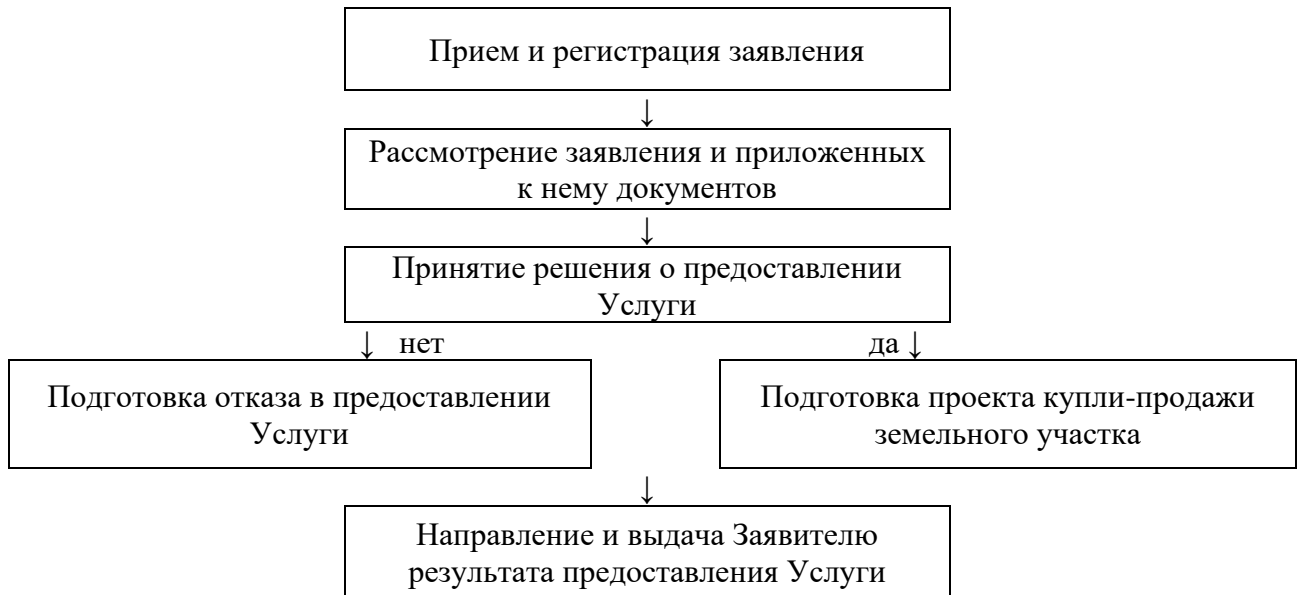 Прием и регистрация заявления
↓
Рассмотрение заявления и приложенных
к нему документов
↓
Принятие решения о предоставлении
Услуги
↓ нет
да ↓
Подготовка отказа в предоставлении
Услуги
Подготовка проекта купли-продажи
земельного участка
↓
Направление и выдача Заявителю
результата предоставления Услуги